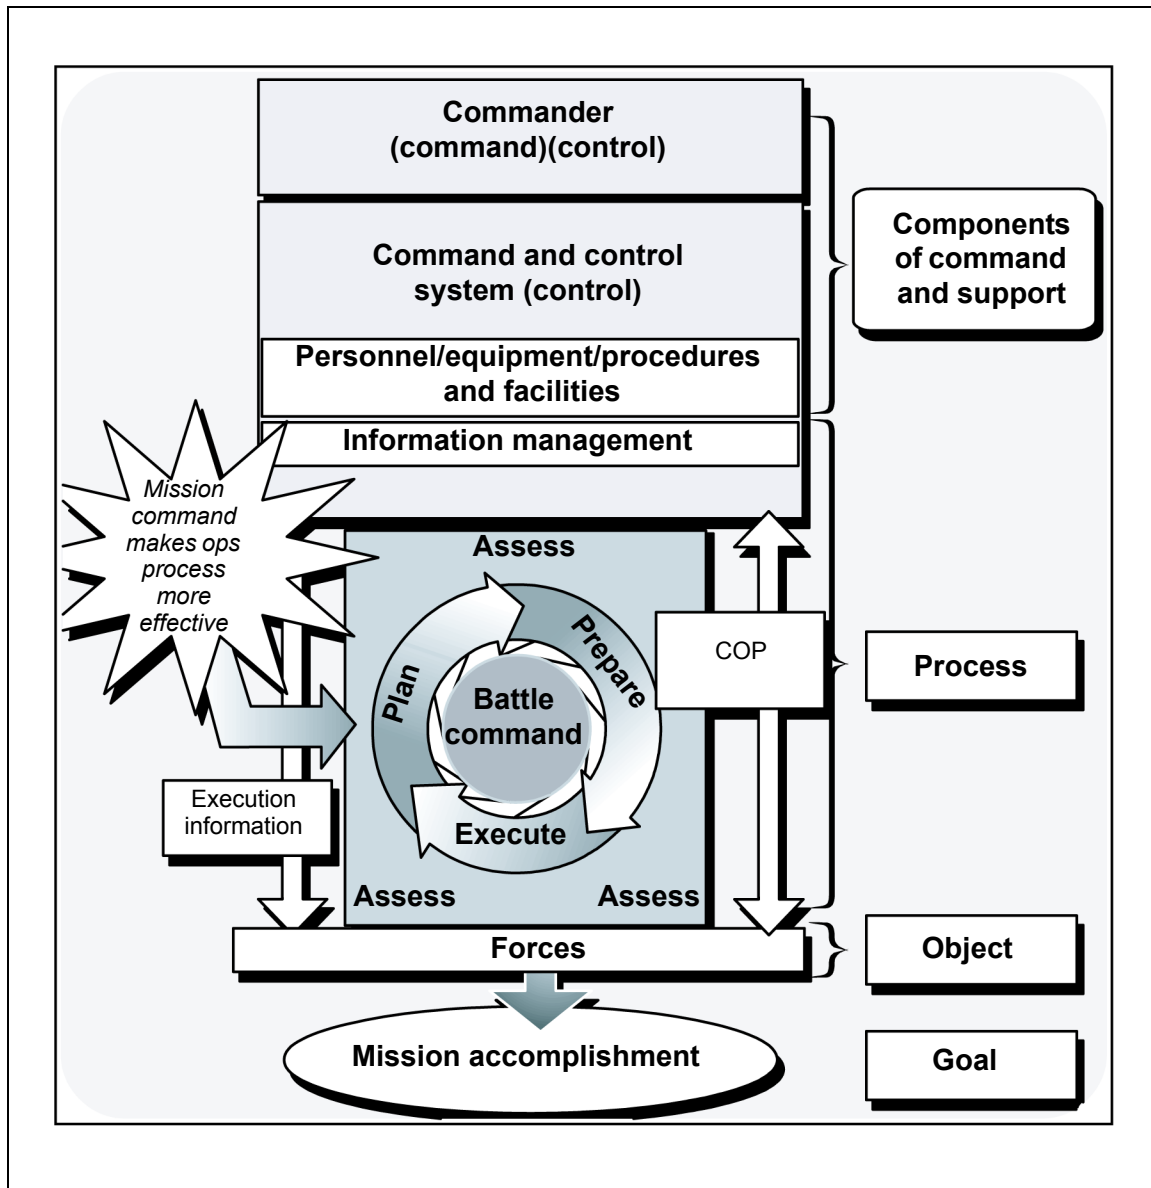 Commander
(command)(control)
Command and control
system (control)
Components
of command
and support
Personnel/equipment/procedures
and facilities
Information management
Mission
command
makes ops
process
more
effective
Assess
Plan
Prepare
Battle
command
Execute
Assess
Assess
COP
Process
Execution
information
Forces
Object
Mission accomplishment
Goal